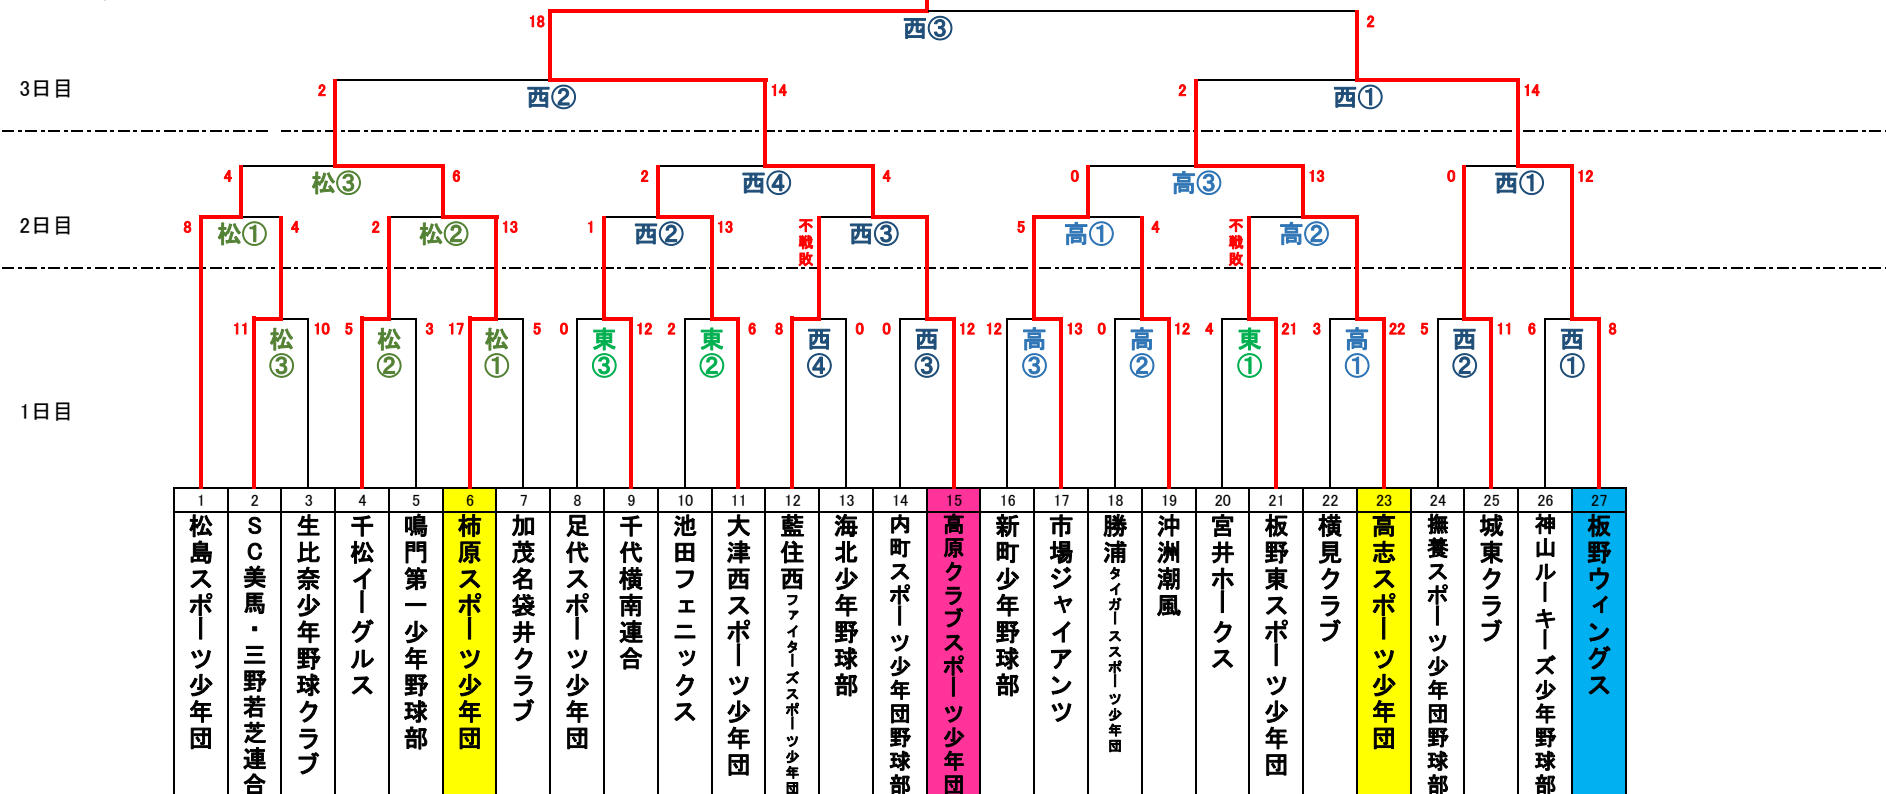 18 西③ 2
3日目
2 西② 14 2 西① 14
4 松③ 6 2 西④ 4 0 高③ 13 0 西① 12
2日目
8 松① 4 2 松② 13 1 西② 13 不戦敗 西③ 5 高① 4 不戦敗 高②
11 松③ 10 5 松② 3 17 松① 5 0 東③ 12 2 東② 6 8 西④ 0 0 西③ 12 12 高③ 13 0 高② 12 4 東① 21 3 高① 22 5 西② 11 6 西① 8
1日目
1 2 3 4 5 6 7 8 9 10 11 12 13 14 15 16 17 18 19 20 21 22 23 24 25 26 27
松島スポーツ少年団
SC美馬・三野若芝連合
生比奈少年野球クラブ
千松イーグルス
鳴門第一少年野球部
柿原スポーツ少年団
加茂名袋井クラブ
足代スポーツ少年団
千代横南連合
池田フェニックス
大津西スポーツ少年団
藍住西ファイターズスポーツ少年団
海北少年野球部
内町スポーツ少年団野球部
高原クラブスポーツ少年団
新町少年野球部
市場ジャイアンツ
勝浦タイガーススポーツ少年団
沖洲潮風
宮井ホークス
板野東スポーツ少年団
横見クラブ
高志スポーツ少年団
撫養スポーツ少年団野球部
城東クラブ
神山ルーキーズ少年野球部
板野ウィングス